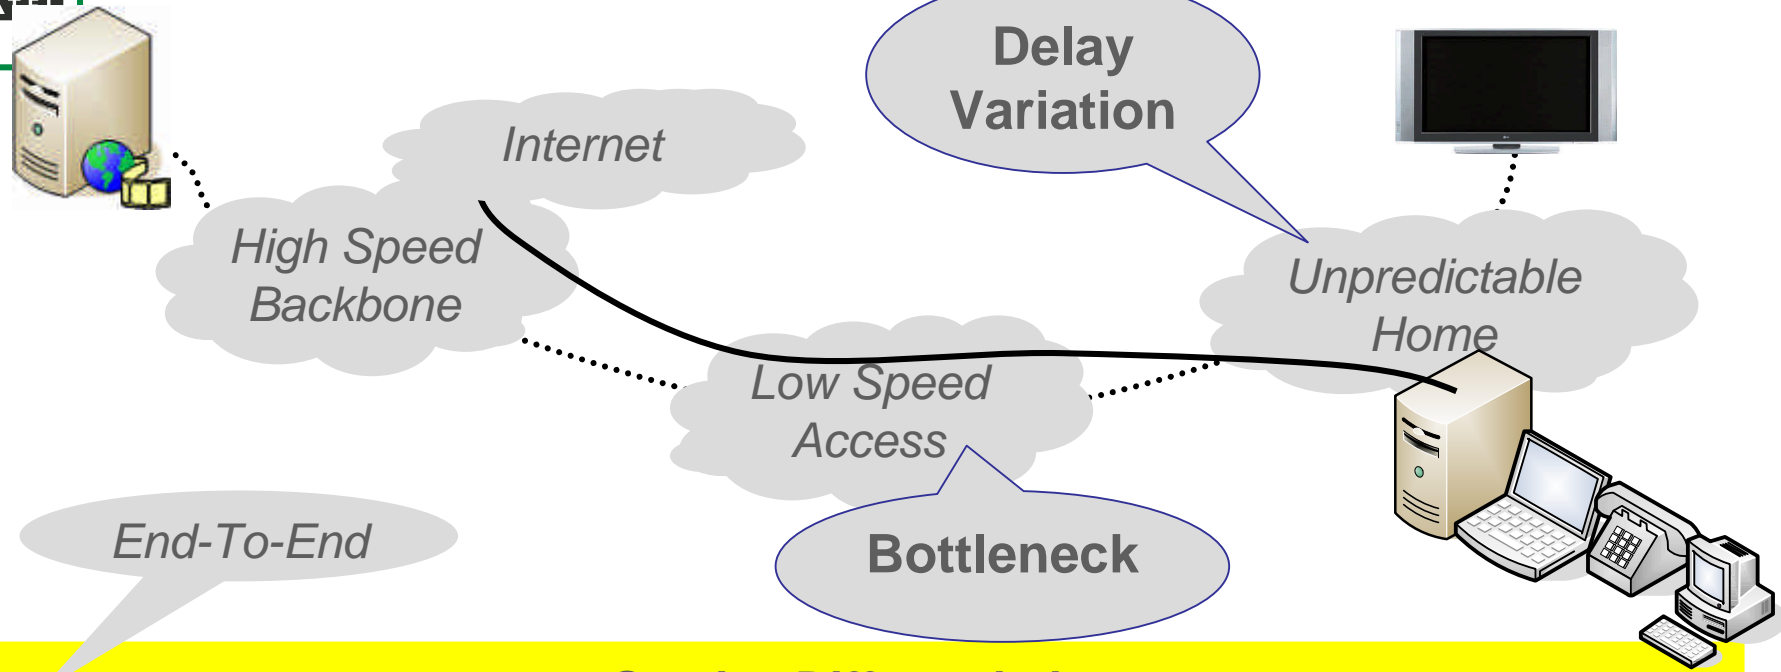 Delay
Variation
Internet
High Speed
Backbone
Unpredictable
Home
Low Speed
Access
End-To-End
Bottleneck